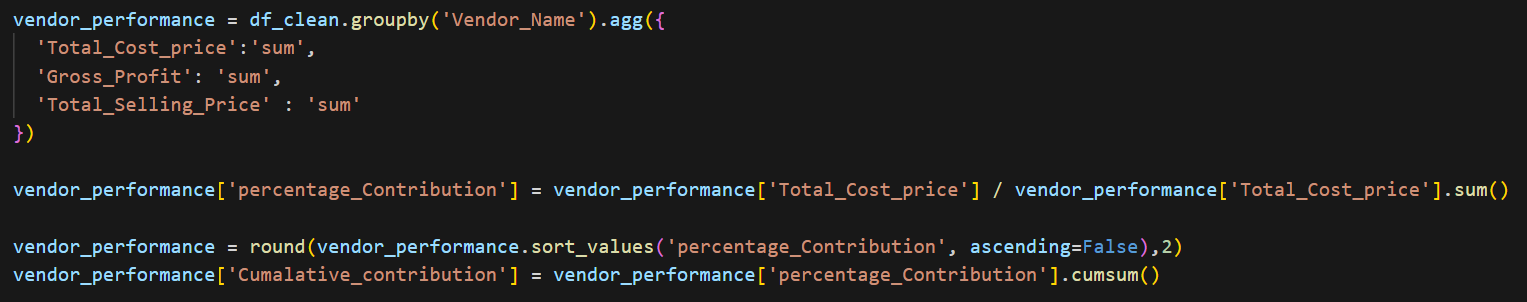 vendor_performance = df_clean.groupby('Vendor_Name').agg({
  'Total_Cost_price':'sum',
  'Gross_Profit': 'sum',
  'Total_Selling_Price' : 'sum'
})
vendor_performance['percentage_Contribution'] = vendor_performance['Total_Cost_price'] / vendor_performance['Total_Cost_price'].sum()
vendor_performance = round(vendor_performance.sort_values('percentage_Contribution', ascending=False),2)
vendor_performance['Cumalative_contribution'] = vendor_performance['percentage_Contribution'].cumsum()